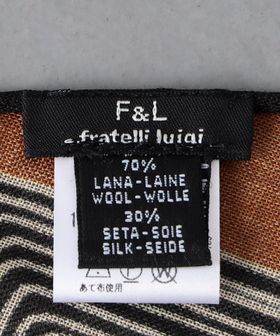 F&L
fratelli luigi
70%
LANA-LAINE
WOOL-WOLLE
30%
SETA-SOIE
SILK-SEIDE
あて布使用